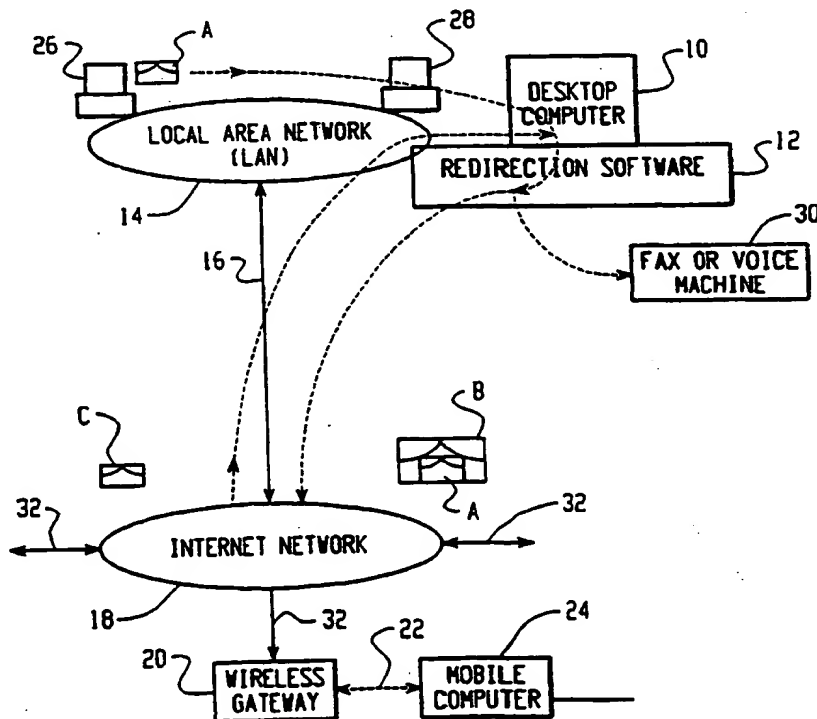 26
A
28
10
DESKTOP
COMPUTER
LOCAL AREA NETWORK
(LAN)
12
REDIRECTION SOFTWARE
14
30
16
FAX OR VOICE
MACHINE
B
C
A
32
32
INTERNET NETWORK
18
32
24
20
22
WIRELESS
GATEWAY
MOBILE
COMPUTER